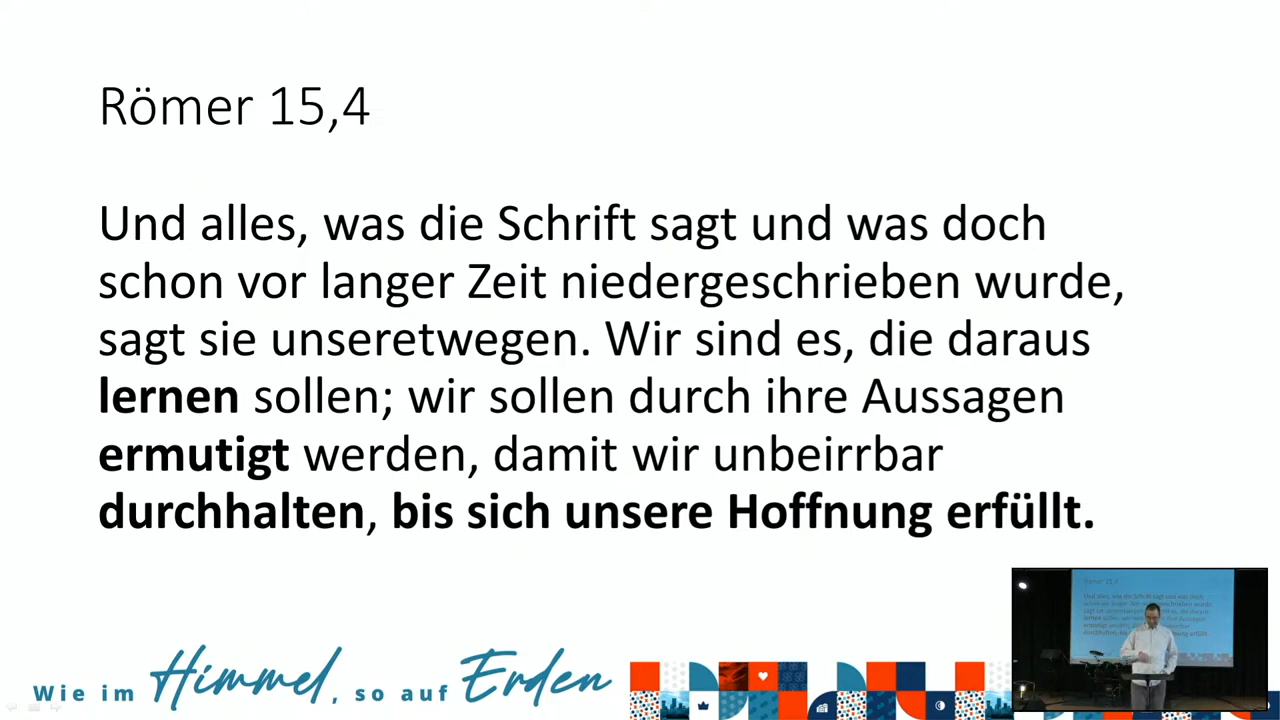 Römer 15,4
Und alles, was die Schrift sagt und was doch
schon vor langer Zeit niedergeschrieben wurde,
sagt sie unseretwegen. Wir sind es, die daraus
lernen sollen; wir sollen durch ihre Aussagen
ermutigt werden, damit wir unbeirrbar
durchhalten, bis sich unsere Hoffnung erfüllt.
Wie im Himmel, so auf Erden